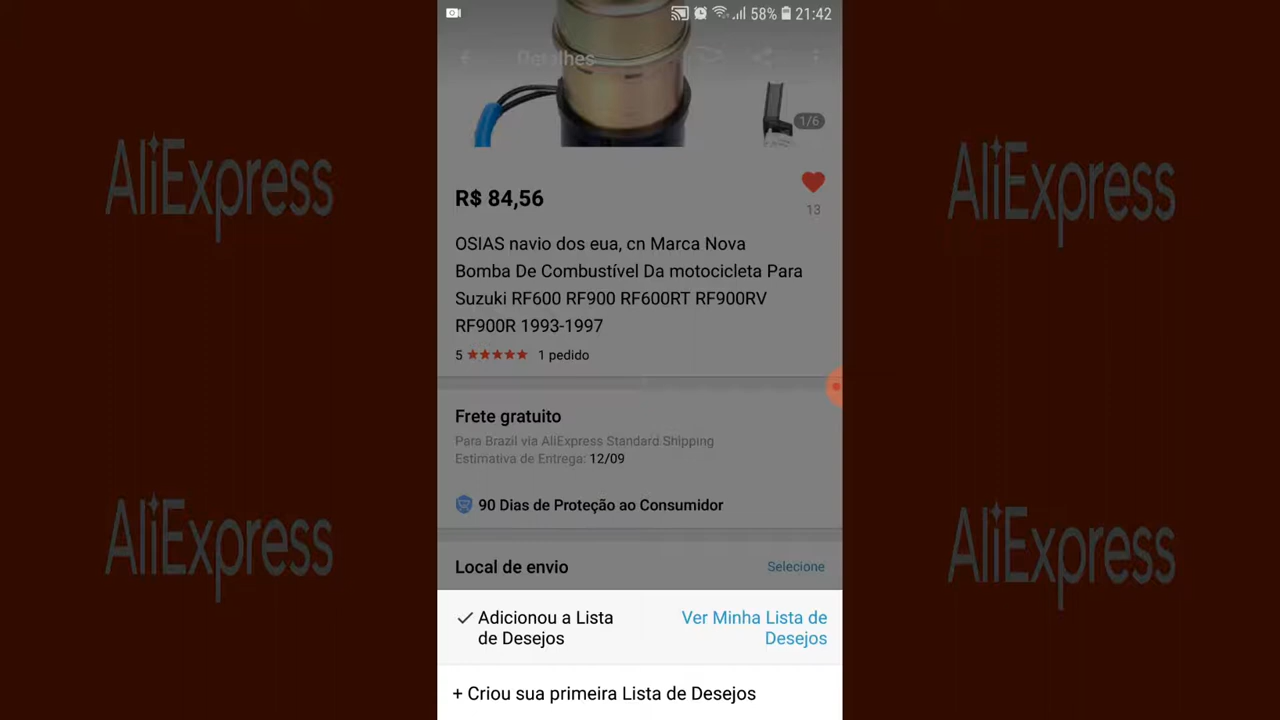 58% 21:42
Detalhes
1/6
AliExpress
AliExpress
R$ 84,56
13
OSIAS navio dos eua, cn Marca Nova
Bomba De Combustível Da motocicleta Para
Suzuki RF600 RF900 RF600RT RF900RV
RF900R 1993-1997
5 ★★★★★ 1 pedido
Frete gratuito
Para Brazil via AliExpress Standard Shipping
Estimativa de Entrega: 12/09
90 Dias de Proteção ao Consumidor
AliExpress
AliExpress
Local de envio
Selecione
Adicionou a Lista
de Desejos
Ver Minha Lista de
Desejos
+ Criou sua primeira Lista de Desejos